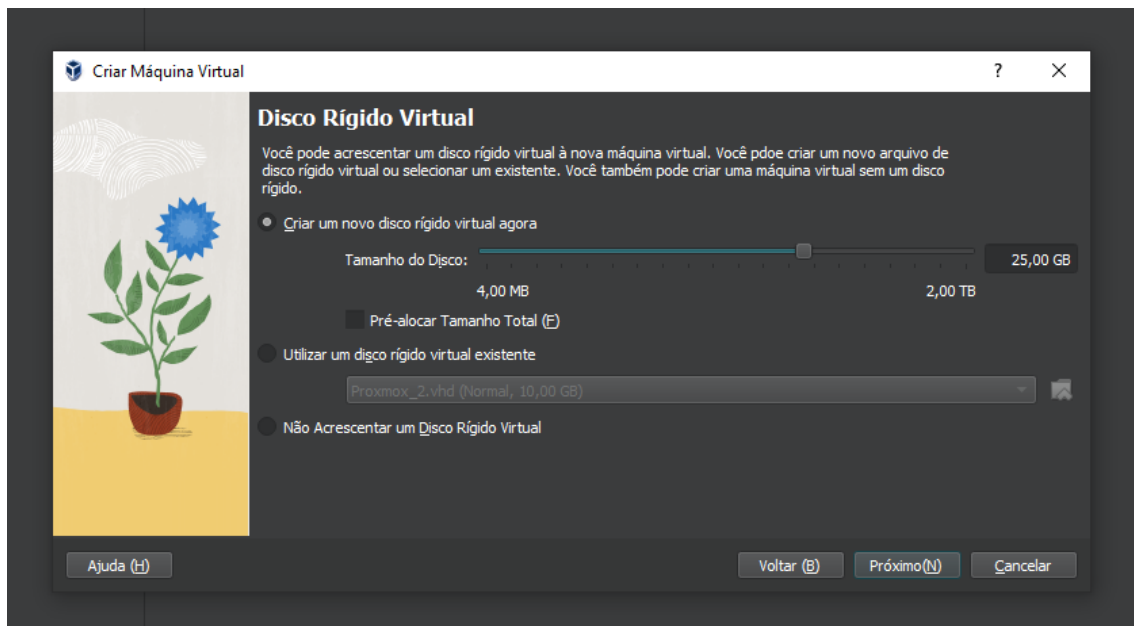 Criar Máquina Virtual
? X
Disco Rígido Virtual
Você pode acrescentar um disco rígido virtual à nova máquina virtual. Você pdoe criar um novo arquivo de
disco rígido virtual ou selecionar um existente. Você também pode criar uma máquina virtual sem um disco
rígido.
Criar um novo disco rígido virtual agora
Tamanho do Disco: 25,00 GB
4,00 MB 2,00 TB
Pré-alocar Tamanho Total (F)
Utilizar um disco rígido virtual existente
Proxmox_2.vhd (Normal, 10,00 GB)
Não Acrescentar um Disco Rígido Virtual
Ajuda (H) Voltar (B) Próximo(N) Cancelar